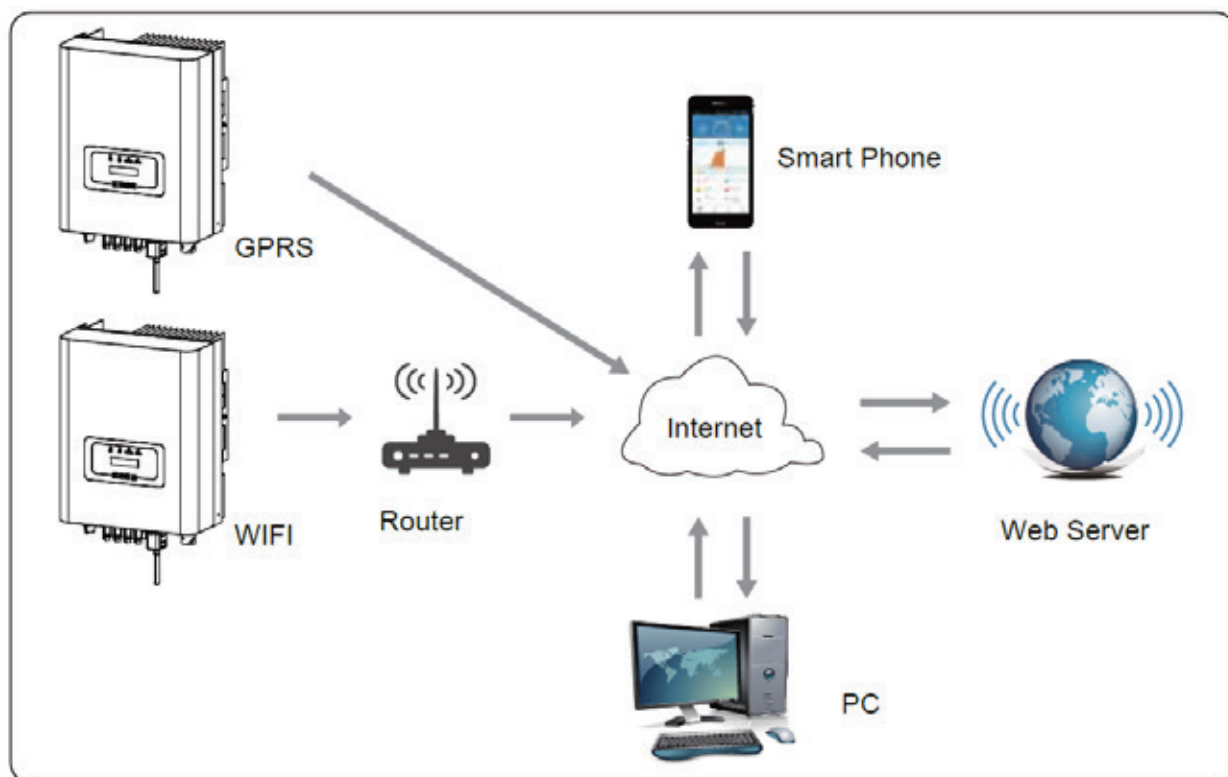 Smart Phone
GPRS
Internet
WIFI
Router
Web Server
PC